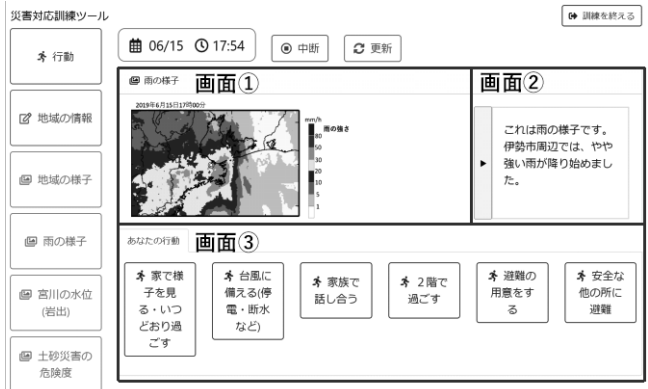 災害対応訓練ツール
訓練を終える
行動
地域の情報
地域の様子
雨の様子
宮川の水位
(岩出)
土砂災害の
危険度
06/15 17:54
中断
更新
雨の様子
画面①
2019年6月15日17時00分
mm/h
雨の強さ
80
50
30
20
10
5
1
画面②
これは雨の様子です。
伊勢市周辺では、やや
強い雨が降り始めまし
た。
あなたの行動
画面③
家で様
子を見
る・いつ
どおり過
ごす
台風に
備える(停
電・断水
など)
家族で
話し合う
2階で
過ごす
避難の
用意をす
る
安全な
他の所に
避難